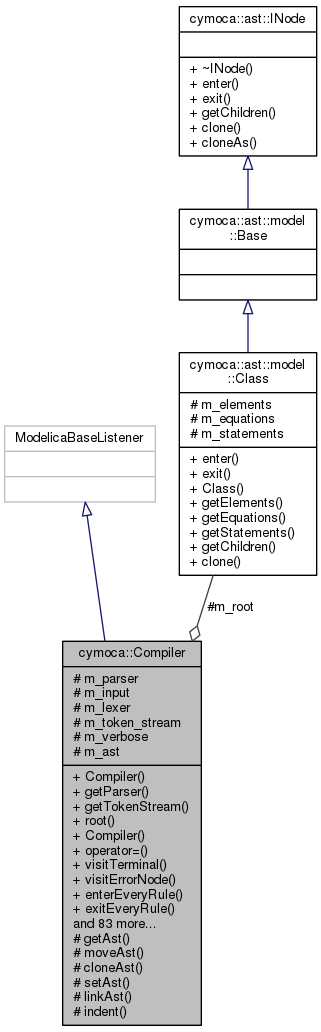 cymoca::ast::INode
+ ~INode()
+ enter()
+ exit()
+ getChildren()
+ clone()
+ cloneAs()
cymoca::ast::model
::Base
cymoca::ast::model
::Class
# m_elements
# m_equations
# m_statements
+ enter()
+ exit()
+ Class()
+ getElements()
+ getEquations()
+ getStatements()
+ getChildren()
+ clone()
ModelicaBaseListener
#m_root
cymoca::Compiler
# m_parser
# m_input
# m_lexer
# m_token_stream
# m_verbose
# m_ast
+ Compiler()
+ getParser()
+ getTokenStream()
+ root()
+ Compiler()
+ operator=()
+ visitTerminal()
+ visitErrorNode()
+ enterEveryRule()
+ exitEveryRule()
and 83 more...
# getAst()
# moveAst()
# cloneAst()
# setAst()
# linkAst()
# indent()